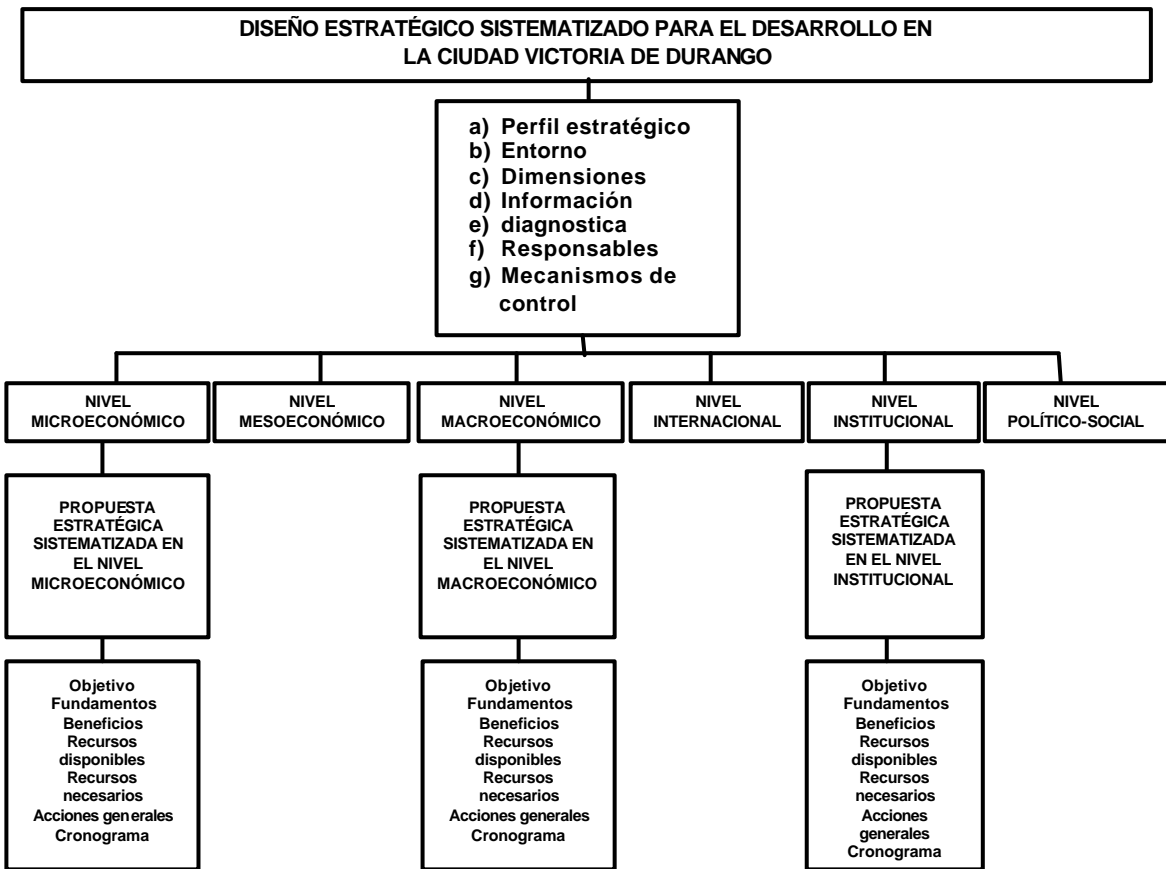 DISEÑO ESTRATÉGICO SISTEMATIZADO PARA EL DESARROLLO EN
LA CIUDAD VICTORIA DE DURANGO
a) Perfil estratégico
b) Entorno
c) Dimensiones
d) Información
e) diagnostica
f) Responsables
g) Mecanismos de
control
NIVEL
MICROECONÓMICO
NIVEL
MESOECONÓMICO
NIVEL
MACROECONÓMICO
NIVEL
INTERNACIONAL
NIVEL
INSTITUCIONAL
NIVEL
POLÍTICO-SOCIAL
PROPUESTA
ESTRATÉGICA
SISTEMATIZADA EN
EL NIVEL
MICROECONÓMICO
PROPUESTA
ESTRATÉGICA
SISTEMATIZADA EN
EL NIVEL
MACROECONÓMICO
PROPUESTA
ESTRATÉGICA
SISTEMATIZADA
EN EL NIVEL
INSTITUCIONAL
Objetivo
Fundamentos
Beneficios
Recursos
disponibles
Recursos
necesarios
Acciones generales
Cronograma
Objetivo
Fundamentos
Beneficios
Recursos
disponibles
Recursos
necesarios
Acciones generales
Cronograma
Objetivo
Fundamentos
Beneficios
Recursos
disponibles
Recursos
necesarios
Acciones
generales
Cronograma